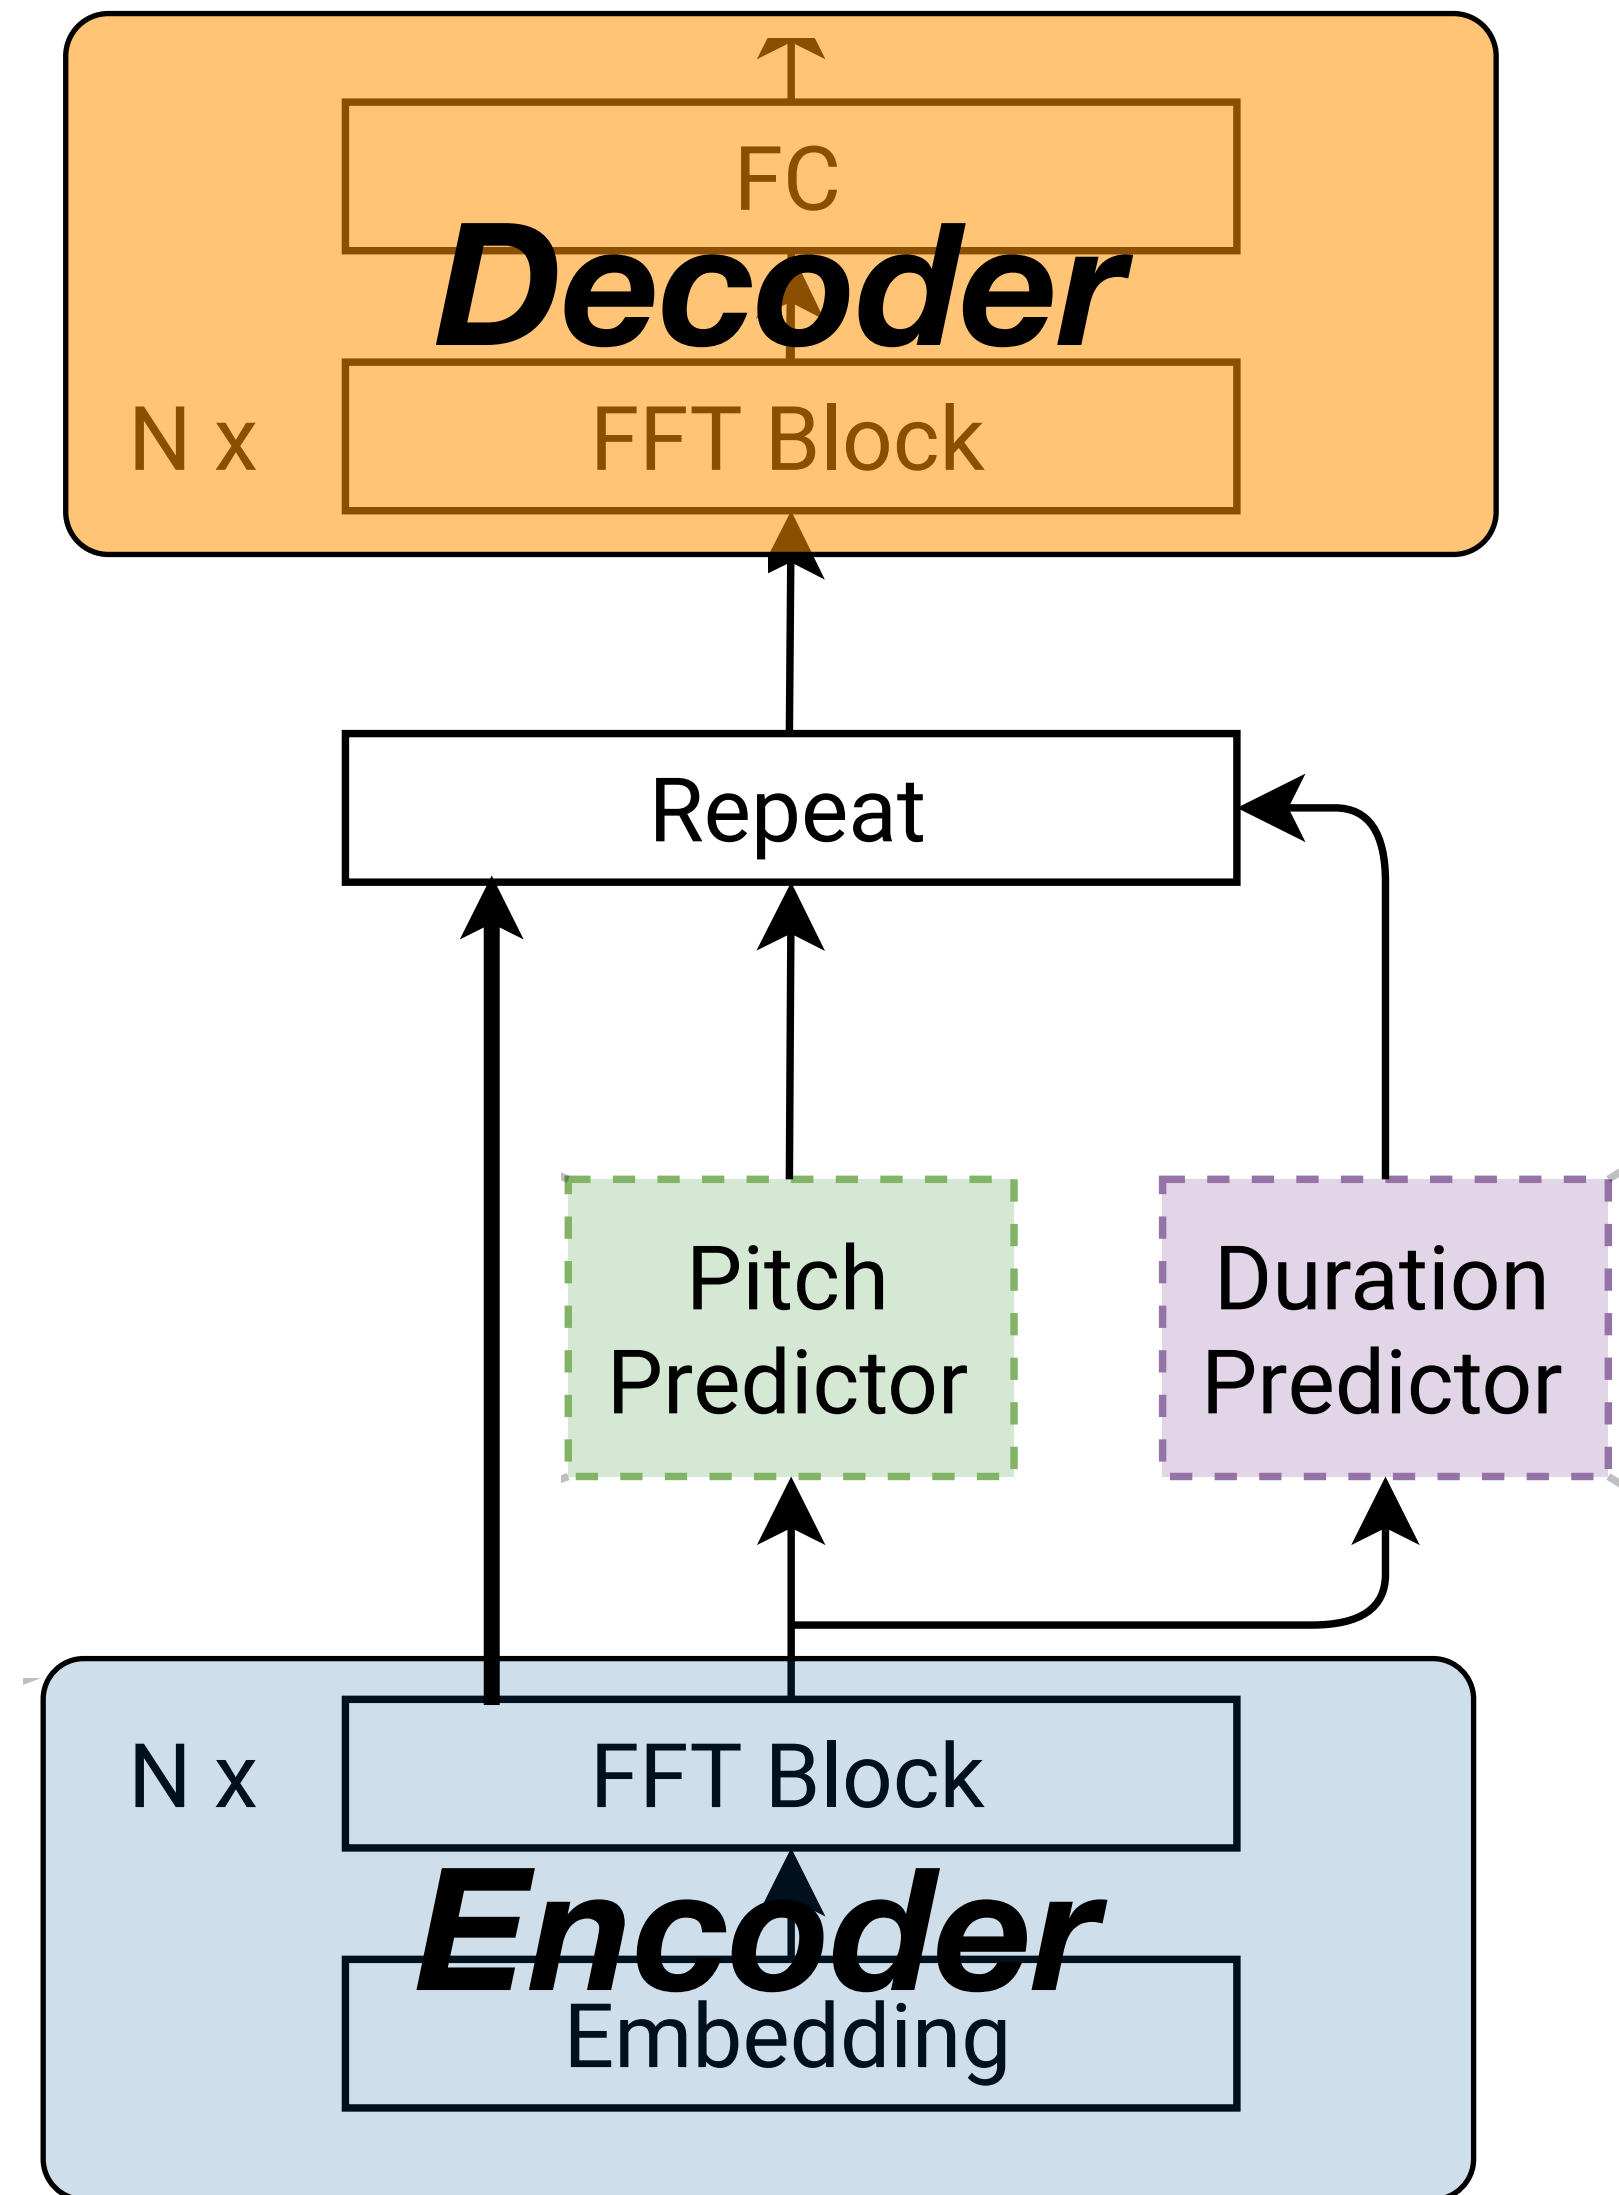 FC
Decoder
N x
FFT Block
Repeat
Pitch
Predictor
Duration
Predictor
N x
FFT Block
Encoder
Embedding